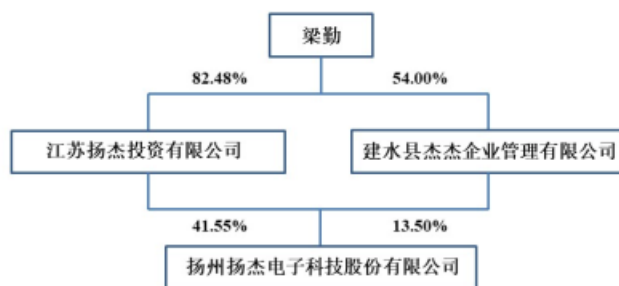 梁勤
82.48%
54.00%
江苏扬杰投资有限公司
建水县杰杰企业管理有限公司
41.55%
13.50%
扬州扬杰电子科技股份有限公司